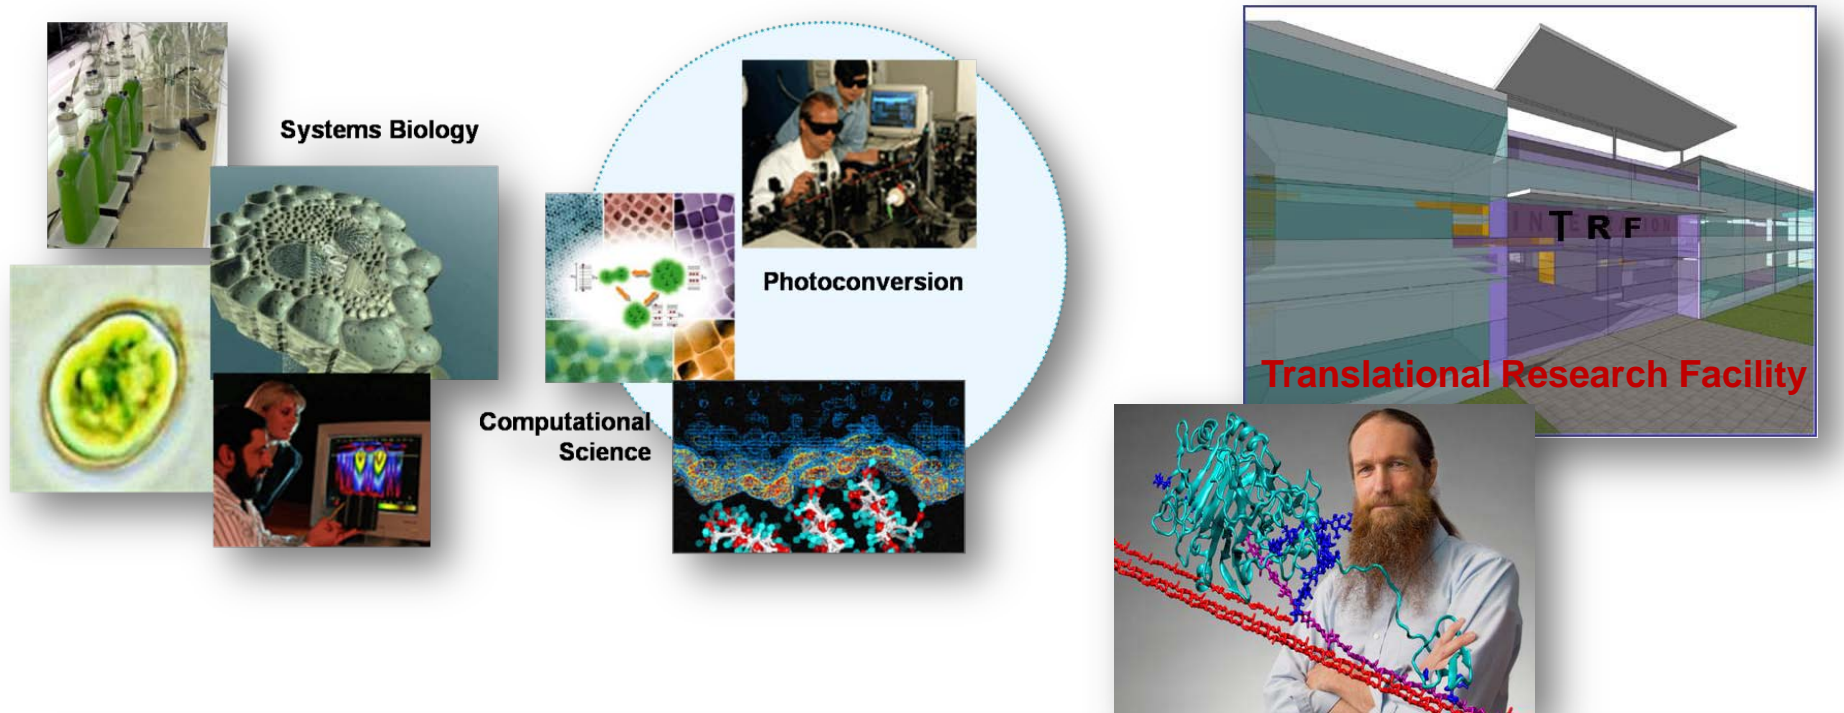 Systems Biology
Photoconversion
Computational
Science
T R F
Translational Research Facility